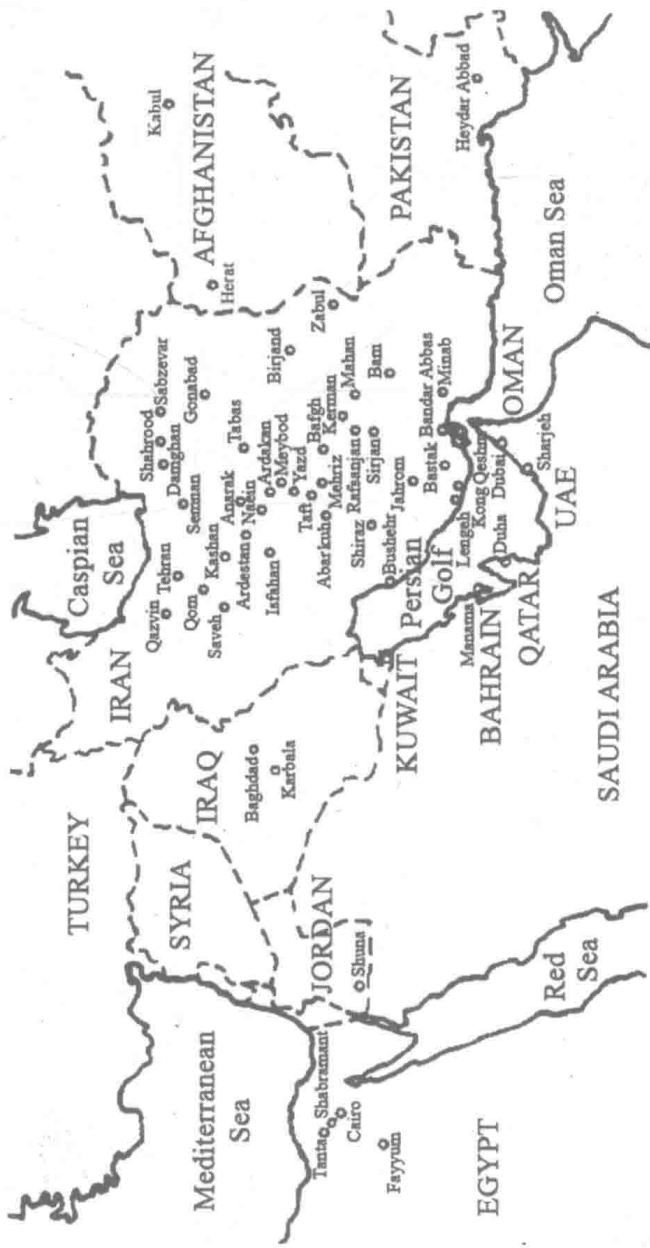 TURKEY
Caspian
Sea
IRAN
AFGHANISTAN
Kabul
Herat
Mediterranean
Sea
SYRIA
IRAQ
Baghdad
Karbala
JORDAN
Shuna
Qazvin
Tehran
Qom
Saveh
Kashan
Semnan
Damghan
Shahrood
Sabzevar
Gonabad
Tabas
Anarak
Naein
Ardestan
Isfahan
Ardakan
Meybod
Yazd
Taft
Bafgh
Mehriz
Abarkuh
Birjand
Zabul
Kerman
Mahan
Rafsanjan
Sirjan
Bam
Shiraz
Jahrom
Bushehr
Bastak
Bandar Abbas
Minab
Lengeh
Kong
Qeshm
PAKISTAN
Heydar Abbad
Tanta
Shabramant
Cairo
Fayyum
EGYPT
KUWAIT
Persian
Golf
Manama
BAHRAIN
Duha
QATAR
Dubai
Sharjeh
UAE
OMAN
Oman Sea
Red
Sea
SAUDI ARABIA